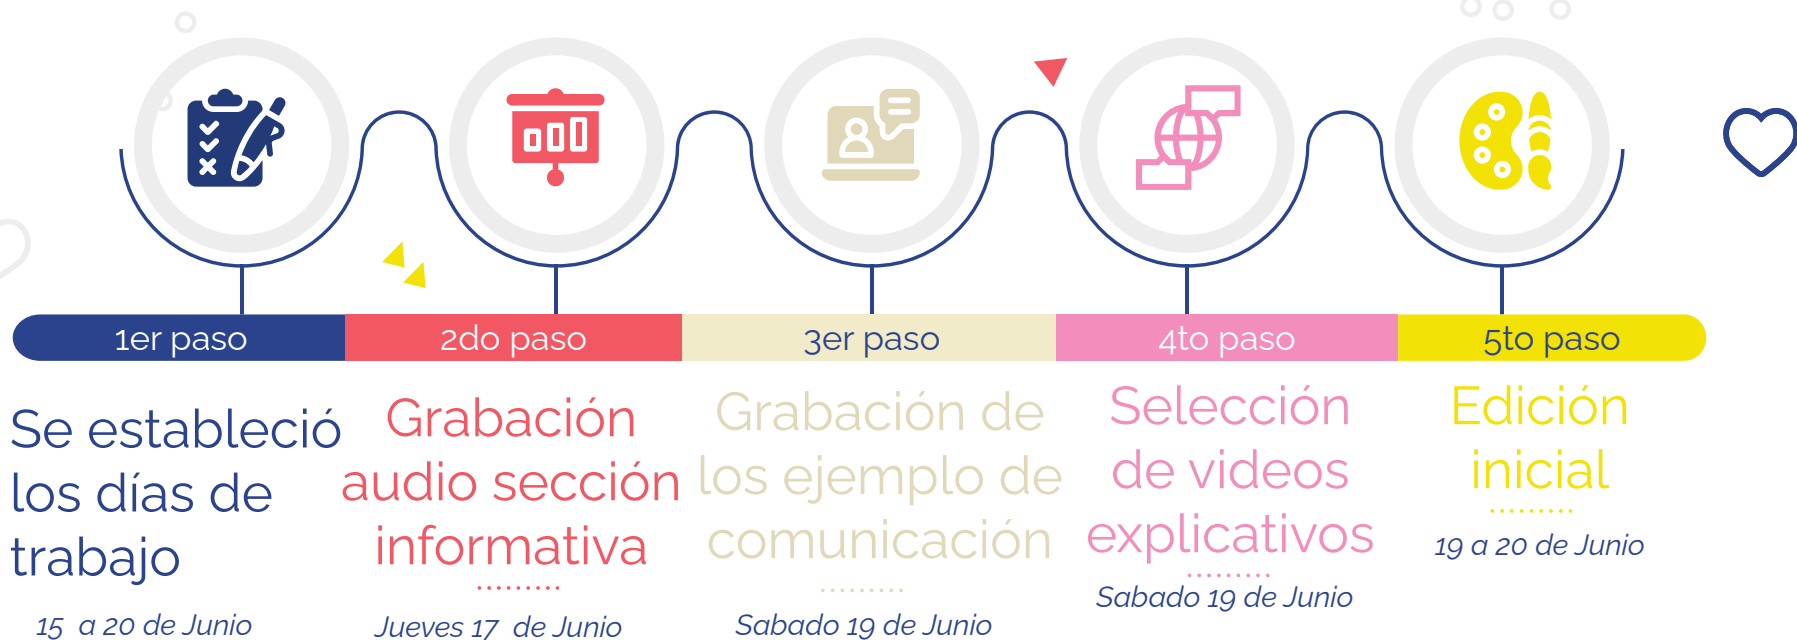 1er paso
2do paso
3er paso
4to paso
5to paso
Se estableció
los días de
trabajo
15 a 20 de Junio
Grabación
audio sección
informativa
Jueves 17 de Junio
Grabación de
los ejemplo de
comunicación
Sabado 19 de Junio
Selección
de videos
explicativos
Sabado 19 de Junio
Edición
inicial
19 a 20 de Junio